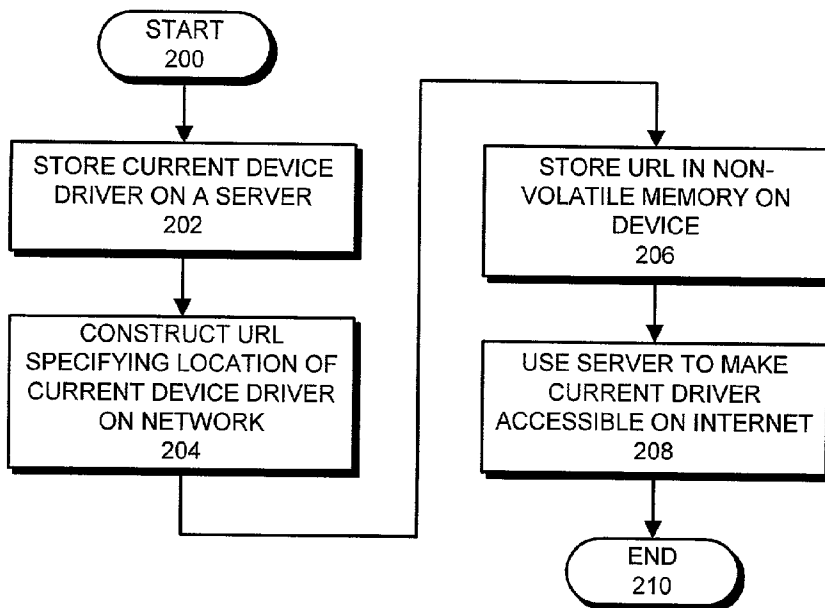 START
200
STORE CURRENT DEVICE
DRIVER ON A SERVER
202
CONSTRUCT URL
SPECIFYING LOCATION OF
CURRENT DEVICE DRIVER
ON NETWORK
204
STORE URL IN NON-
VOLATILE MEMORY ON
DEVICE
206
USE SERVER TO MAKE
CURRENT DRIVER
ACCESSIBLE ON INTERNET
208
END
210